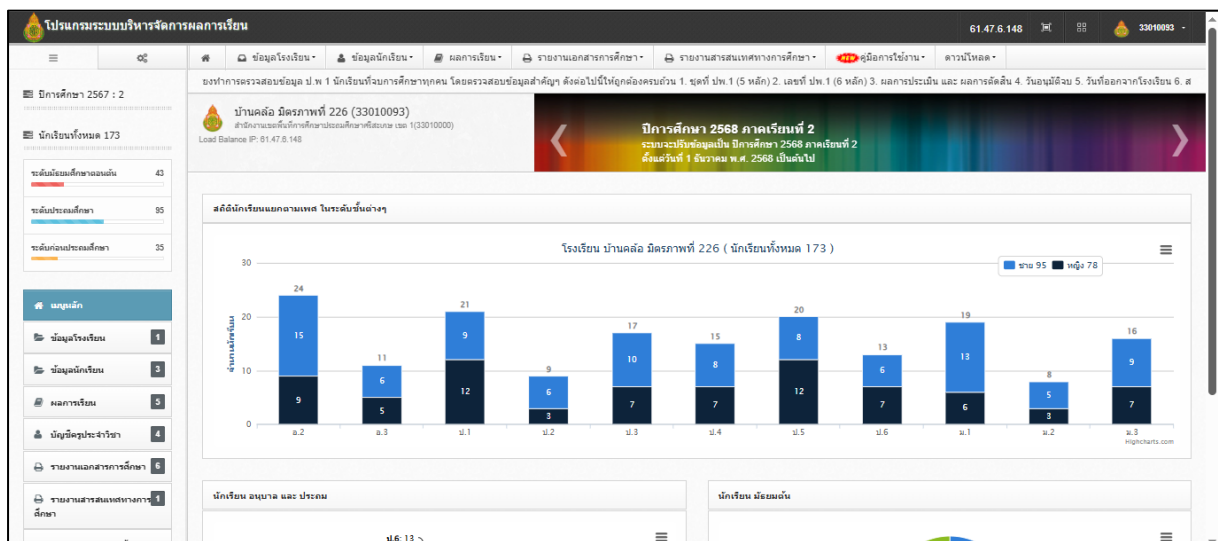 โปรแกรมระบบบริหารจัดการผลการเรียน
61.47.6.148
33010093
ข้อมูลโรงเรียน
ข้อมูลนักเรียน
ผลการเรียน
รายงานเอกสารการศึกษา
รายงานสารสนเทศทางการศึกษา
NEW คู่มือการใช้งาน
ดาวน์โหลด
ยงทำการตรวจสอบข้อมูล ป.พ 1 นักเรียนที่จบการศึกษาทุกคน โดยตรวจสอบข้อมูลสำคัญๆ ดังต่อไปนี้ให้ถูกต้องครบถ้วน 1. ชุดที่ ปพ.1 (5 หลัก) 2. เลขที่ ปพ.1 (6 หลัก) 3. ผลการประเมิน และ ผลการตัดสิน 4. วันอนุมัติจบ 5. วันที่ออกจากโรงเรียน 6. ส
ปีการศึกษา 2567 : 2
นักเรียนทั้งหมด 173
ระดับมัธยมศึกษาตอนต้น 43
ระดับประถมศึกษา 95
ระดับก่อนประถมศึกษา 35
เมนูหลัก
ข้อมูลโรงเรียน 1
ข้อมูลนักเรียน 3
ผลการเรียน 5
บัญชีครูประจำวิชา 4
รายงานเอกสารการศึกษา 6
รายงานสารสนเทศทางการ 1
ศึกษา
บ้านคล้อ มิตรภาพที่ 226 (33010093)
สำนักงานเขตพื้นที่การศึกษาประถมศึกษาศรีสะเกษ เขต 1(33010000)
Load Balance IP: 61.47.6.148
ปีการศึกษา 2568 ภาคเรียนที่ 2
ระบบจะปรับข้อมูลเป็น ปีการศึกษา 2568 ภาคเรียนที่ 2
ตั้งแต่วันที่ 1 ธันวาคม พ.ศ. 2568 เป็นต้นไป
สถิตินักเรียนแยกตามเพศ ในระดับชั้นต่างๆ
โรงเรียน บ้านคล้อ มิตรภาพที่ 226 ( นักเรียนทั้งหมด 173 )
ชาย 95 หญิง 78
จำนวนนักเรียน
30
20
10
0
24 11 21 9 17 15 20 13 19 8 16
15 6 9 6 10 8 8 6 13 5 9
9 5 12 3 7 7 12 7 6 3 7
อ.2 อ.3 ป.1 ป.2 ป.3 ป.4 ป.5 ป.6 ม.1 ม.2 ม.3
Highcharts.com
นักเรียน อนุบาล และ ประถม
ป.6: 13
นักเรียน มัธยมต้น